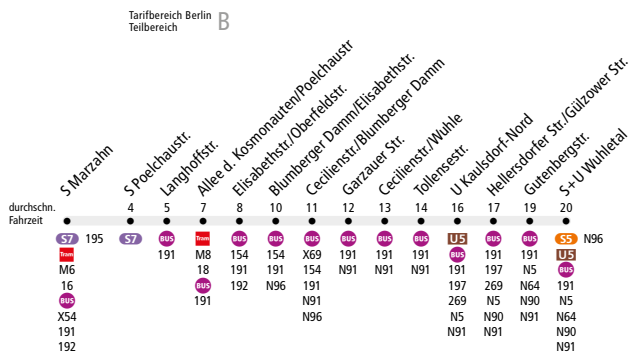 Tarifbereich Berlin
Teilbereich
B
S Marzahn
S Poelchaustr.
Langhoffstr.
Allee d. Kosmonauten/Poelchaustr
Elisabethstr./Oberfeldstr.
Blumberger Damm/Elisabethstr.
Cecilienstr./Blumberger Damm
Garzauer Str.
Cecilienstr./Wuhle
Tollensestr.
U Kaulsdorf-Nord
Hellersdorfer Str./Gülzower Str.
Gutenbergstr.
S+U Wuhletal
durchschn.
Fahrzeit
4 5 7 8 10 11 12 13 14 16 17 19 20
S7 195
Tram
M6
16
BUS
X54
191
192
S7
BUS
191
Tram
M8
18
BUS
191
BUS
154
191
192
BUS
154
191
N96
BUS
X69
154
191
N91
N96
BUS
191
N91
BUS
191
N91
BUS
191
N91
U5
BUS
191
197
269
N5
N91
BUS
191
197
269
N5
N90
N91
BUS
191
N5
N64
N90
N91
S5 N96
U5
BUS
191
N5
N64
N90
N91